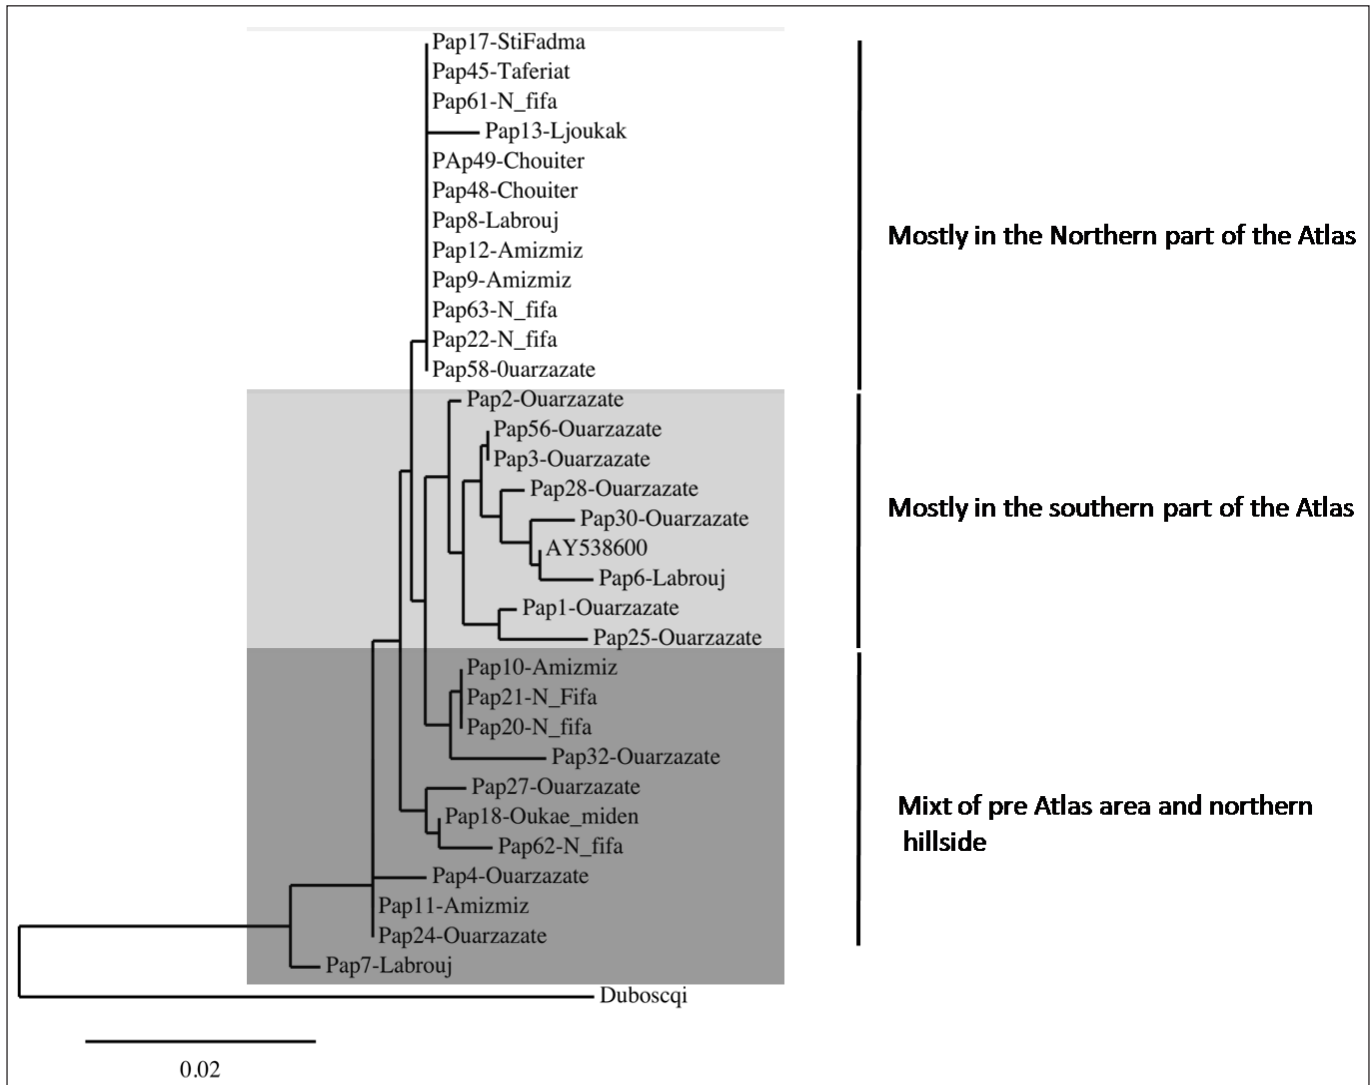 Pap17-StiFadma
Pap45-Taferiat
Pap61-N_fifa
Pap13-Ljoukak
PAp49-Chouiter
Pap48-Chouiter
Pap8-Labrouj
Pap12-Amizmiz
Pap9-Amizmiz
Pap63-N_fifa
Pap22-N_fifa
Pap58-0uarzazate
Mostly in the Northern part of the Atlas
Pap2-Ouarzazate
Pap56-Ouarzazate
Pap3-Ouarzazate
Pap28-Ouarzazate
Pap30-Ouarzazate
AY538600
Pap6-Labrouj
Pap1-Ouarzazate
Pap25-Ouarzazate
Mostly in the southern part of the Atlas
Pap10-Amizmiz
Pap21-N_Fifa
Pap20-N_fifa
Pap32-Ouarzazate
Pap27-Ouarzazate
Pap18-Oukae_miden
Pap62-N_fifa
Pap4-Ouarzazate
Pap11-Amizmiz
Pap24-Ouarzazate
Pap7-Labrouj
Mixt of pre Atlas area and northern
hillside
Duboscqi
0.02